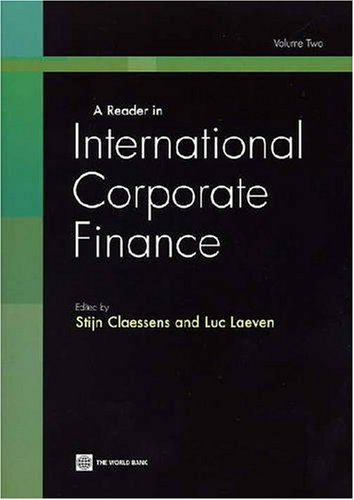 Volume Two
A Reader in
International
Corporate
Finance
Edited by
Stijn Claessens and Luc Laeven
THE WORLD BANK